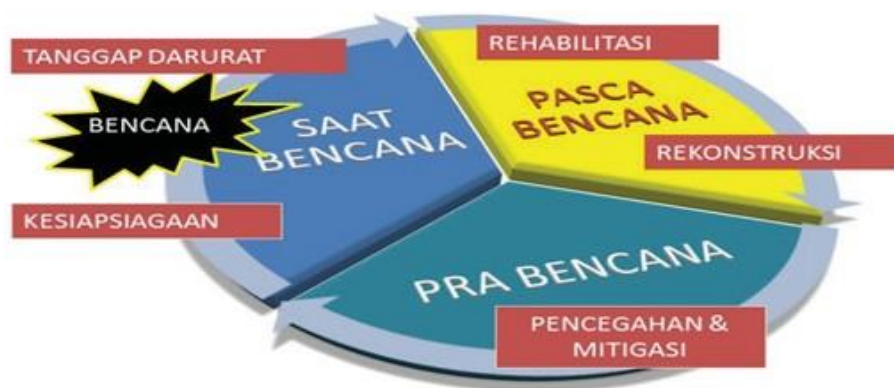 TANGGAP DARURAT
BENCANA
KESIAPSIAGAAN
SAAT
BENCANA
REHABILITASI
PASCA
BENCANA
REKONSTRUKSI
PRA BENCANA
PENCEGAHAN &
MITIGASI